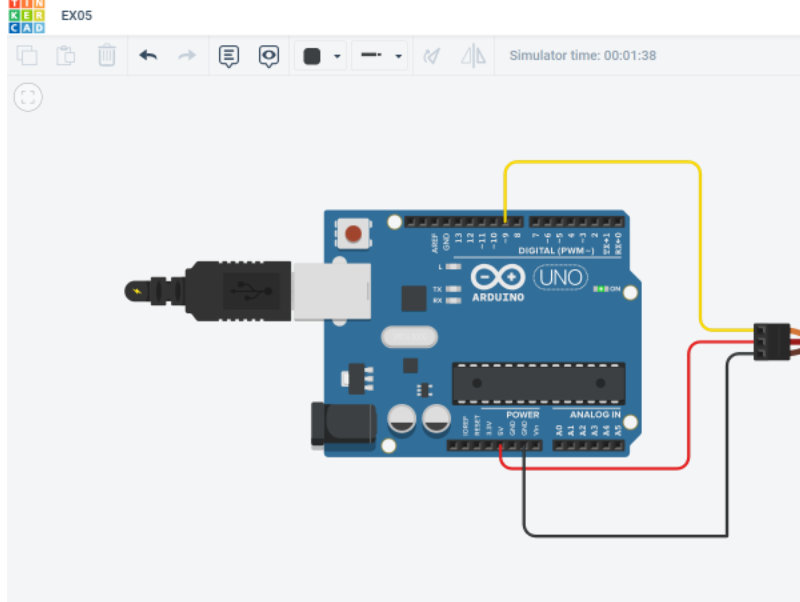 TIN
KER
CAD
EX05
Simulator time: 00:01:38
AREF
GND
13
12
~11
~10
~9
8
7
~6
~5
4
~3
2
TX→1
RX←0
DIGITAL (PWM~)
L
TX
RX
ARDUINO
UNO
ON
POWER
ANALOG IN
IOREF
RESET
3.3V
5V
GND
GND
Vin
A0
A1
A2
A3
A4
A5